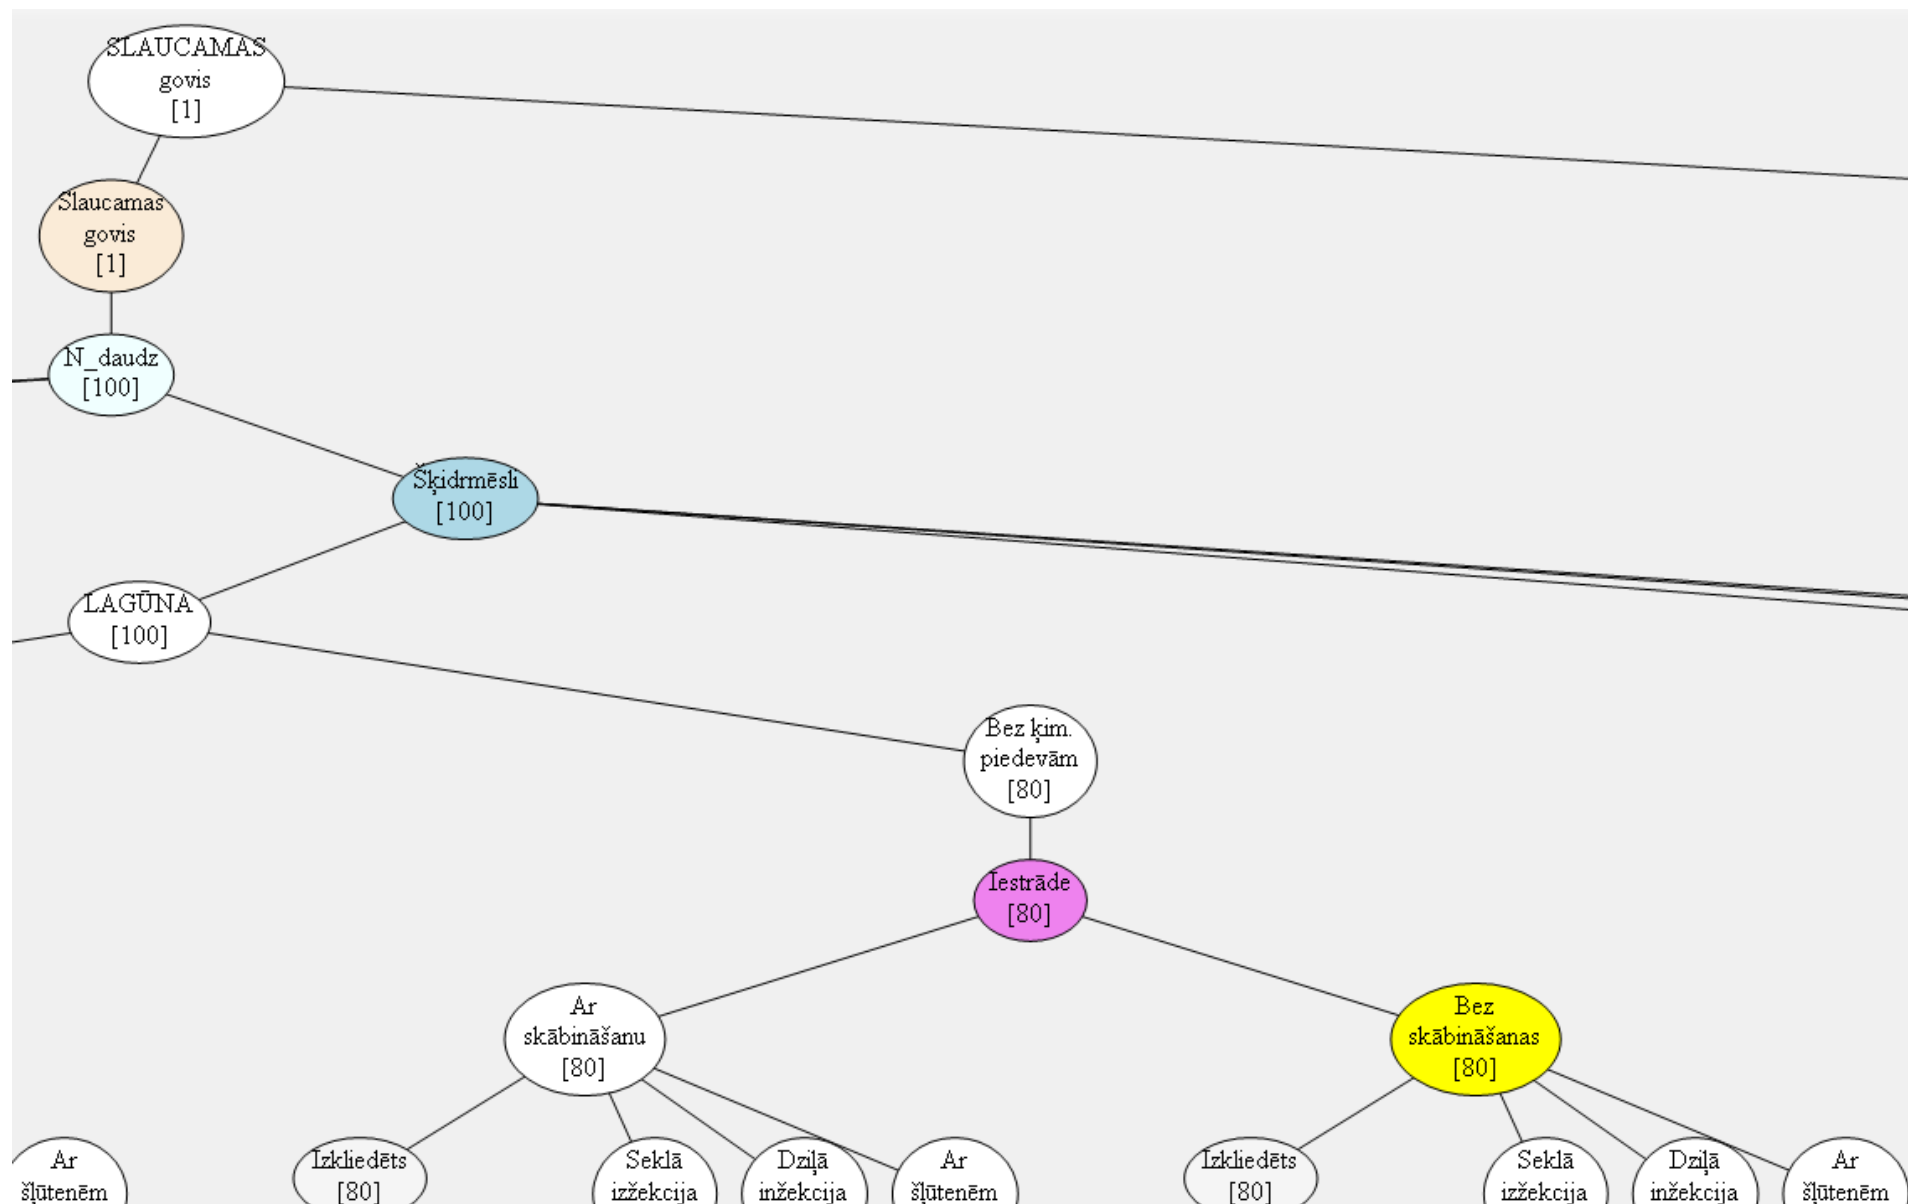 SLAUCAMAS
govis
[1]
Slaucamas
govis
[1]
N_daudz
[100]
Šķidrmēsli
[100]
LAGŪNA
[100]
Bez ķim.
piedevām
[80]
Iestrāde
[80]
Ar
skābināšanu
[80]
Bez
skābināšanas
[80]
Ar
šļūtenēm
Izkliedēts
[80]
Seklā
izžekcija
Dziļā
inžekcija
Ar
šļūtenēm
Izkliedēts
[80]
Seklā
izžekcija
Dziļā
inžekcija
Ar
šļūtenēm